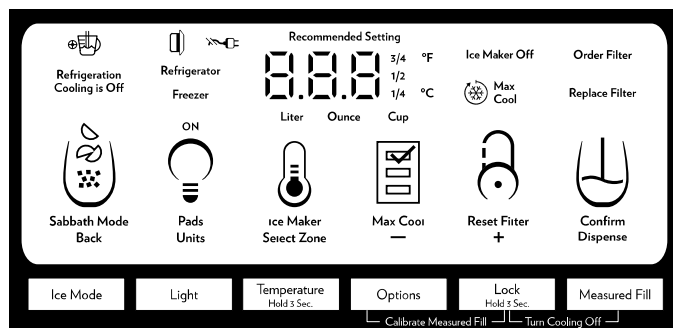 Recommended Setting
3/4 °F
1/2
1/4 °C
Liter Ounce Cup
Refrigeration
Cooling is Off
Refrigerator
Freezer
Ice Maker Off
Max
Cool
Order Filter
Replace Filter
ON
Sabbath Mode
Back
Pads
Units
Ice Maker
Select Zone
Max Cool
—
Reset Filter
+
Confirm
Dispense
Ice Mode
Light
Temperature
Hold 3 Sec.
Options
Lock
Hold 3 Sec.
Measured Fill
Calibrate Measured Fill
Turn Cooling Off